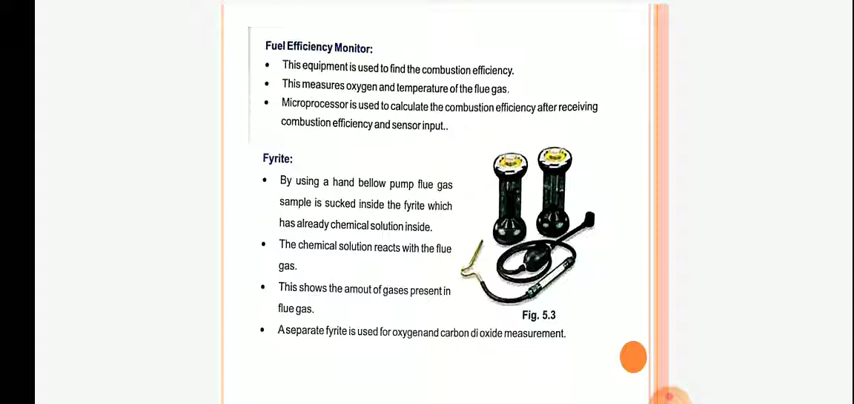 Fuel Efficiency Monitor:
• This equipment is used to find the combustion efficiency.
• This measures oxygen and temperature of the flue gas.
• Microprocessor is used to calculate the combustion efficiency after receiving
combustion efficiency and sensor input..
Fyrite:
• By using a hand bellow pump flue gas
sample is sucked inside the fyrite which
has already chemical solution inside.
• The chemical solution reacts with the flue
gas.
• This shows the amout of gases present in
flue gas.
Fig. 5.3
• A separate fyrite is used for oxygen and carbon di oxide measurement.